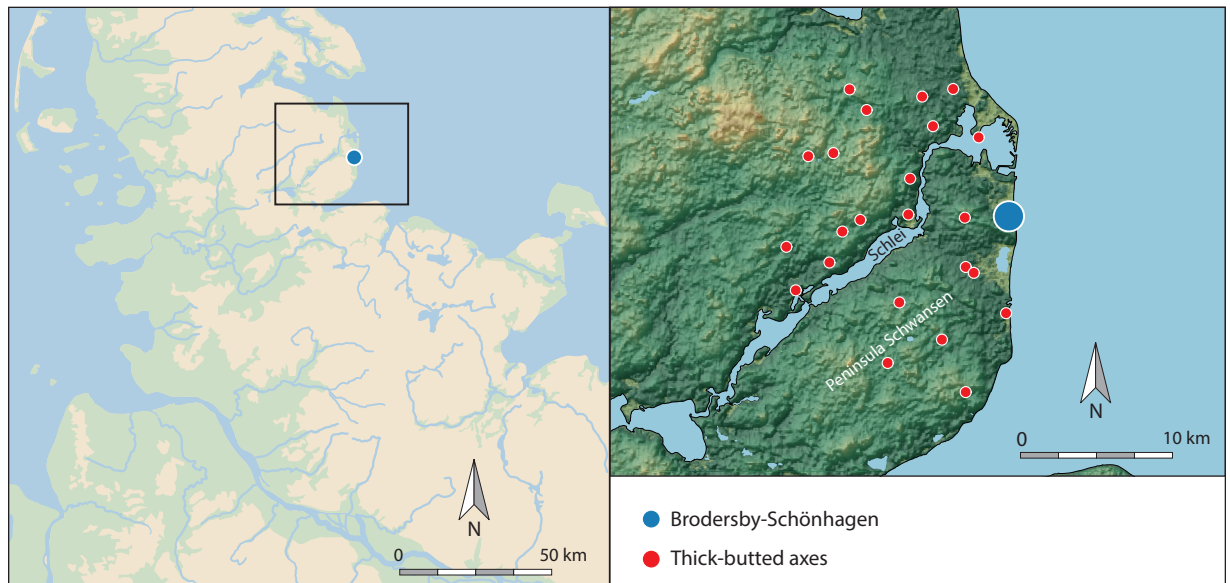 N
0
50 km
Schlei
Peninsula Schwansen
N
0
10 km
Brodersby-Schönhagen
Thick-butted axes